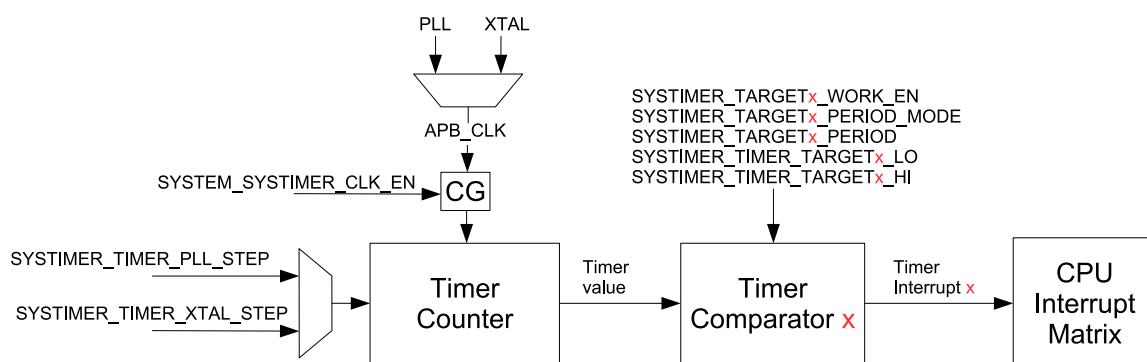 PLL XTAL
APB_CLK
SYSTEM_SYSTIMER_CLK_EN
CG
SYSTIMER_TARGETx_WORK_EN
SYSTIMER_TARGETx_PERIOD_MODE
SYSTIMER_TARGETx_PERIOD
SYSTIMER_TIMER_TARGETx_LO
SYSTIMER_TIMER_TARGETx_HI
SYSTIMER_TIMER_PLL_STEP
SYSTIMER_TIMER_XTAL_STEP
Timer
Counter
Timer
value
Timer
Comparator x
Timer
Interrupt x
CPU
Interrupt
Matrix